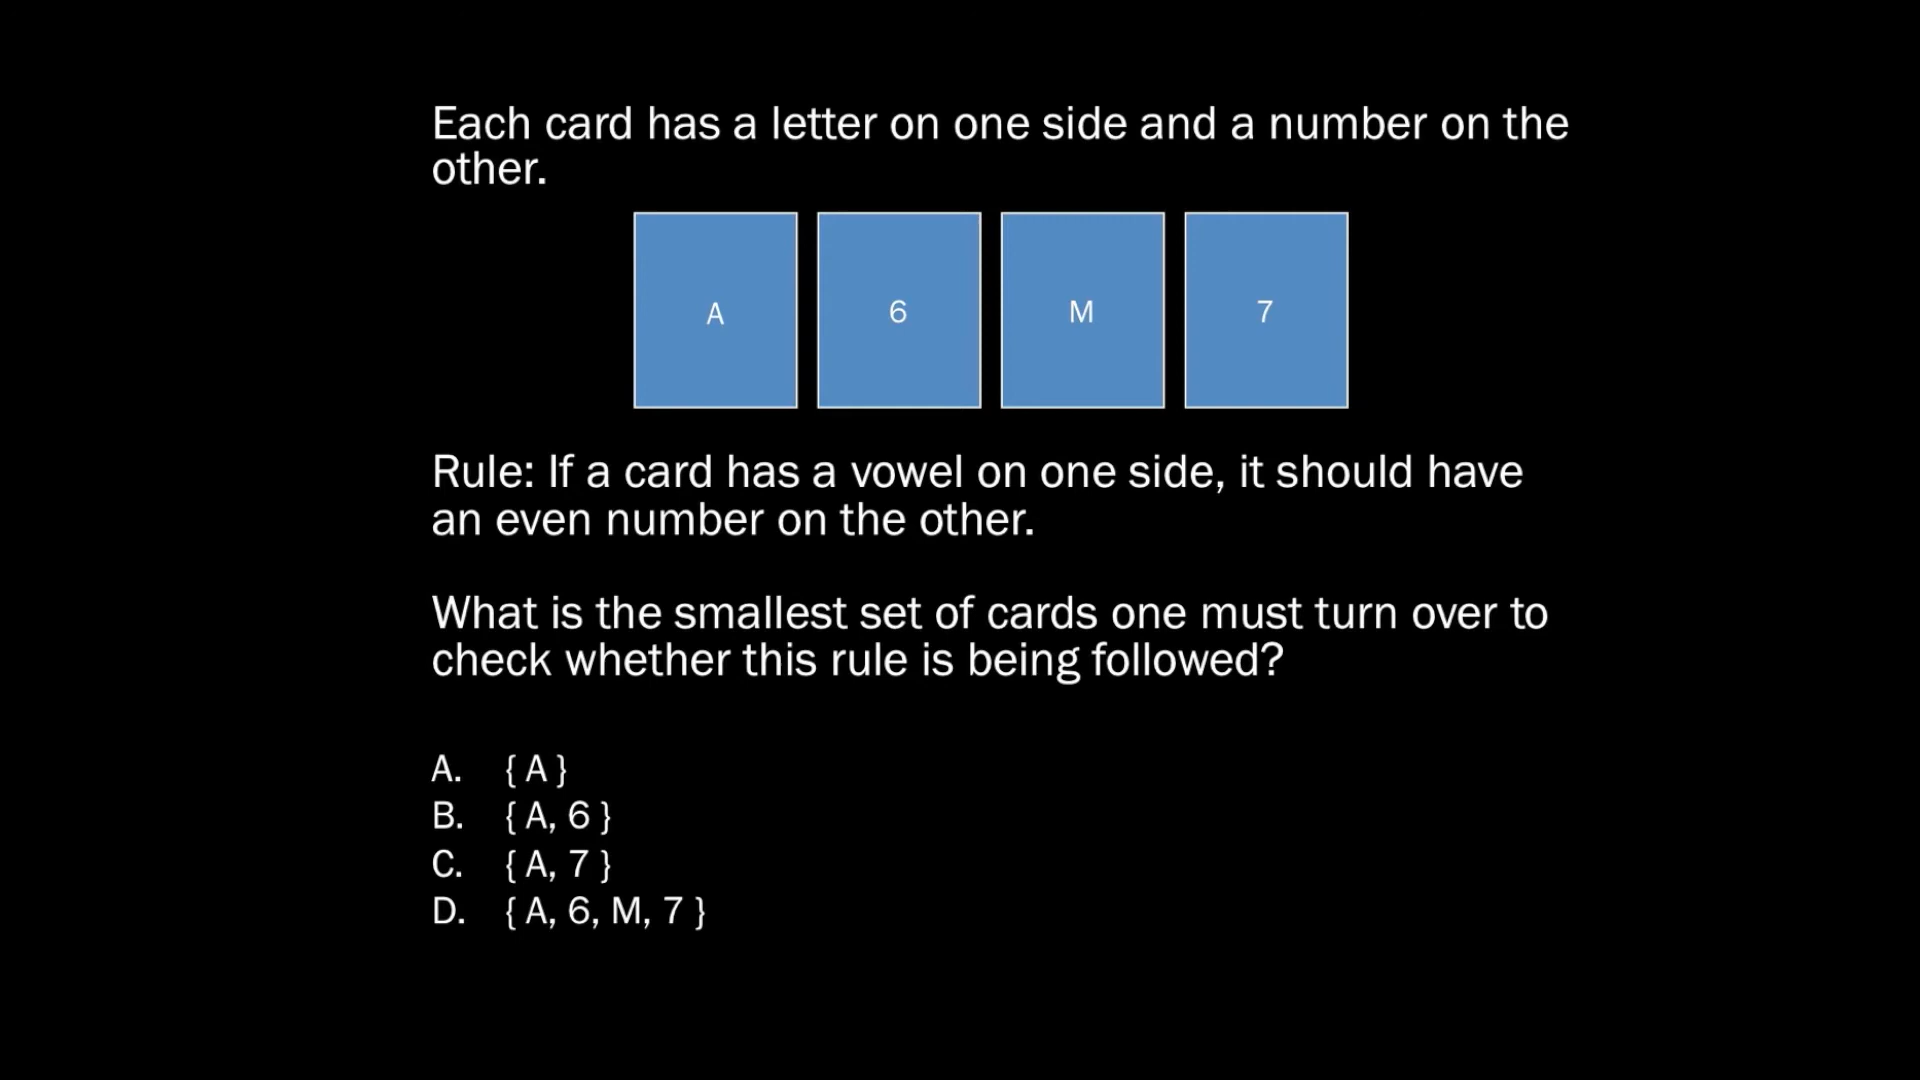 Each card has a letter on one side and a number on the
other.
A 6 M 7
Rule: If a card has a vowel on one side, it should have
an even number on the other.
What is the smallest set of cards one must turn over to
check whether this rule is being followed?
A. { A }
B. { A, 6 }
C. { A, 7 }
D. { A, 6, M, 7 }